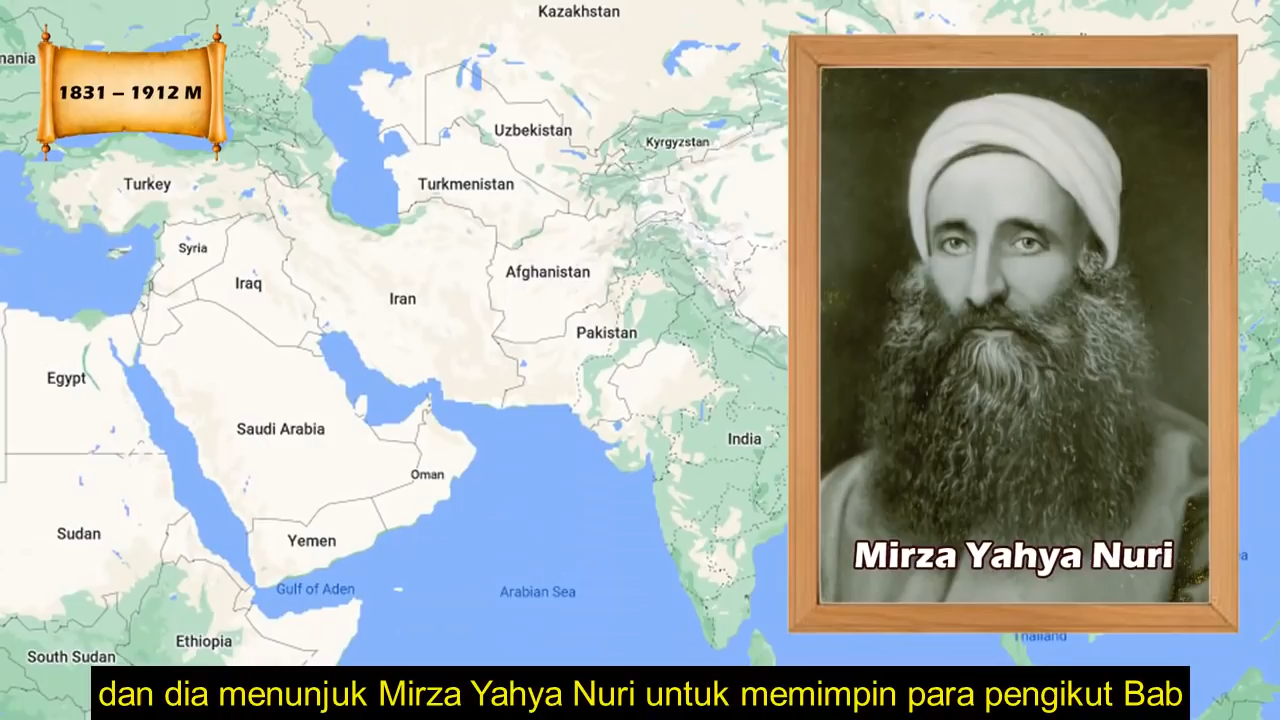 Kazakhstan
1831 – 1912 M
Uzbekistan
Kyrgyzstan
Turkey
Turkmenistan
Syria
Iraq
Iran
Afghanistan
Pakistan
Egypt
Saudi Arabia
India
Oman
Sudan
Yemen
Mirza Yahya Nuri
Gulf of Aden
Arabian Sea
Ethiopia
South Sudan
Thailand
dan dia menunjuk Mirza Yahya Nuri untuk memimpin para pengikut Bab